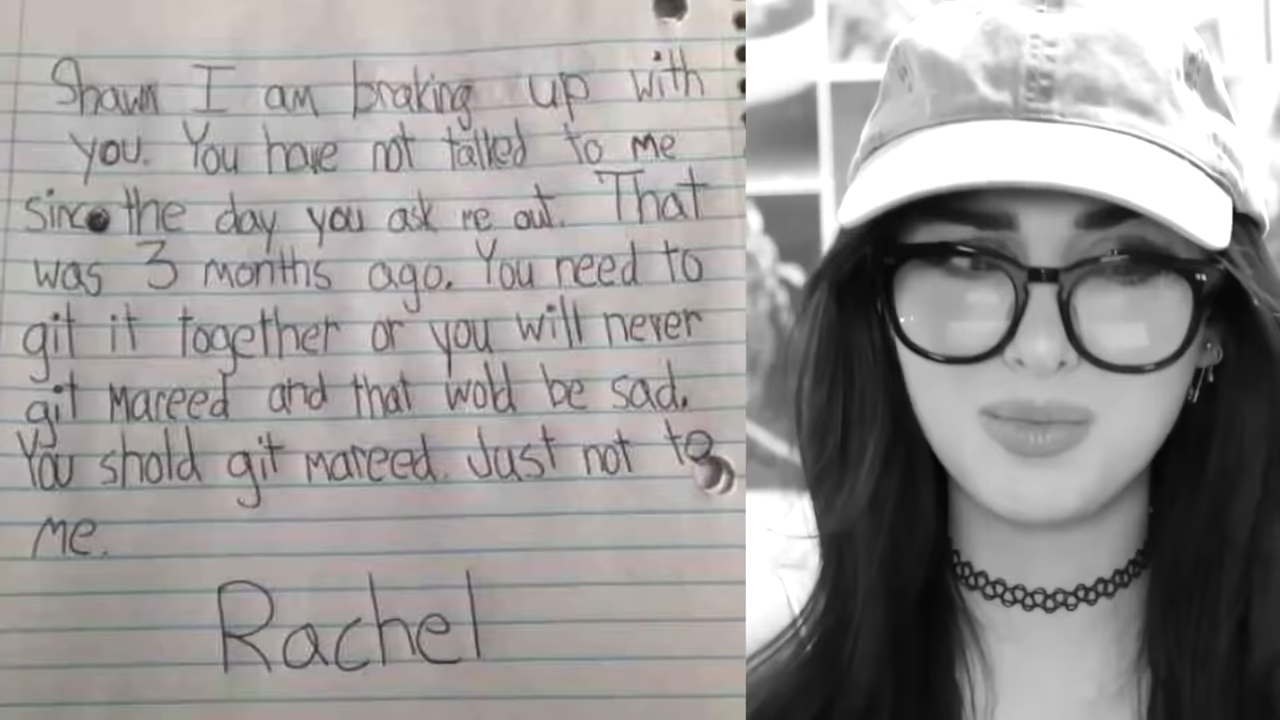 Shawn I am braking up with
you. You have not talked to me
since the day you ask me out. That
was 3 months ago. You need to
git it together or you will never
git mareed and that wold be sad.
You shold git mareed. Just not to
me.
Rachel